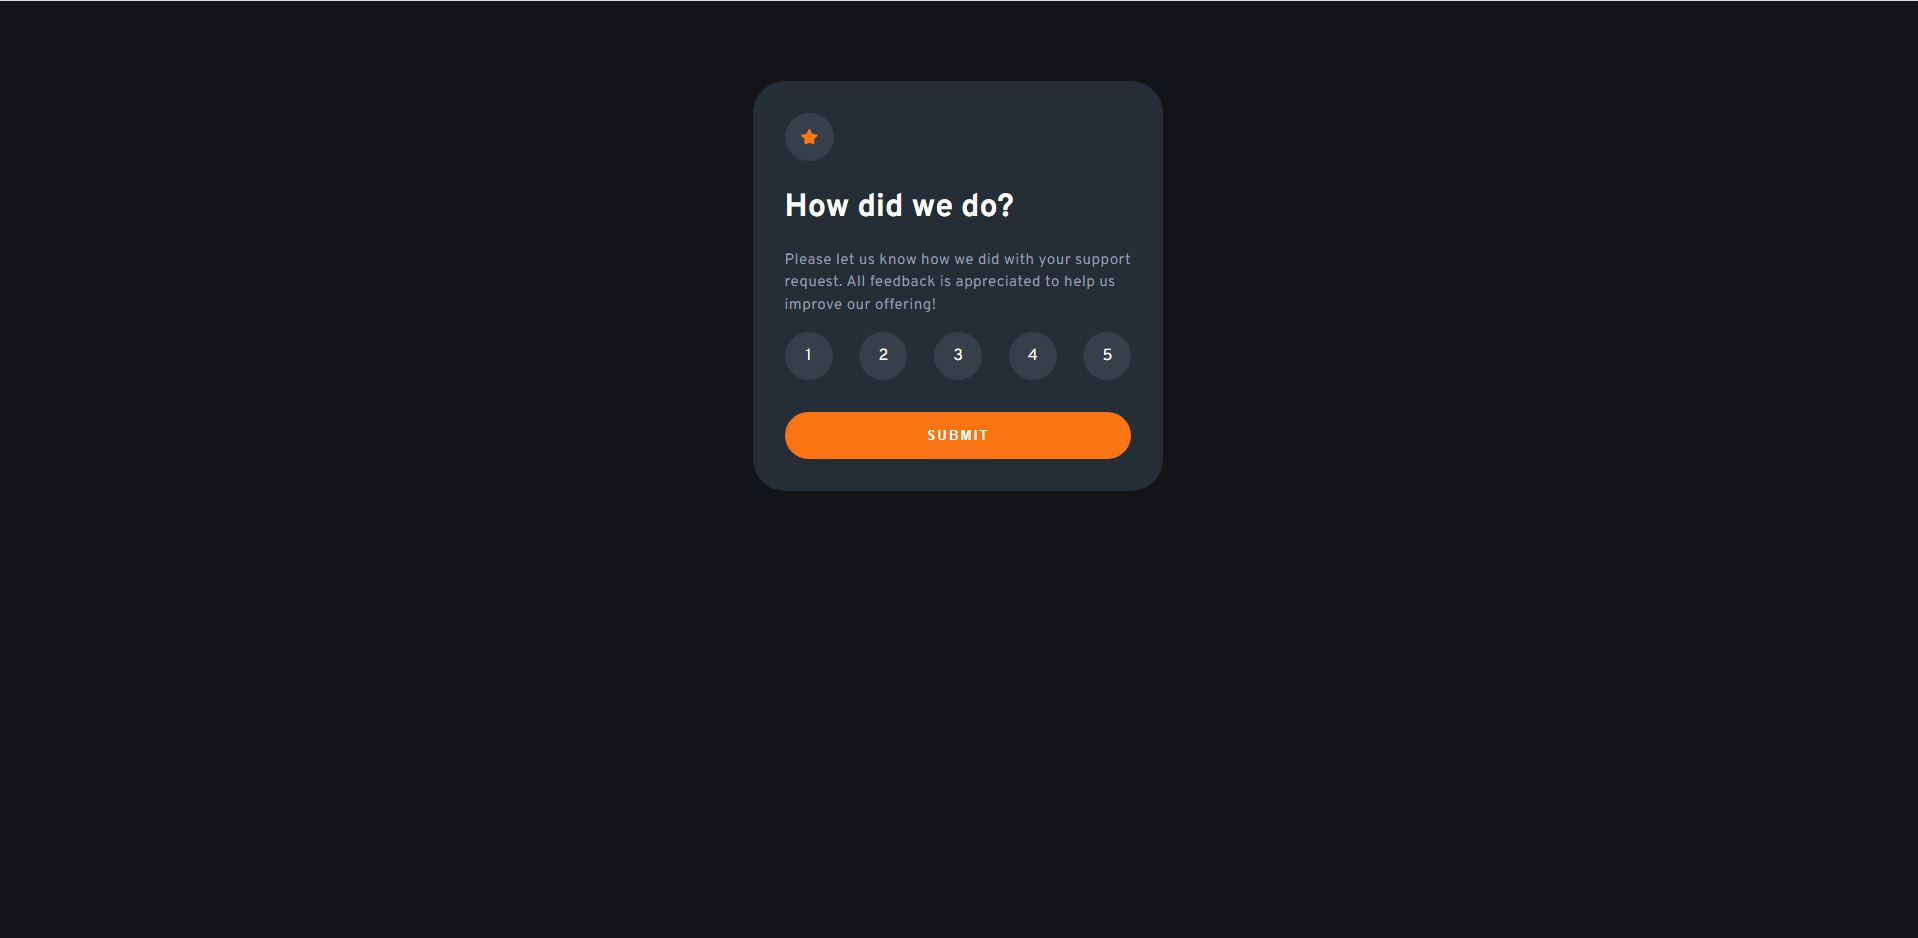 How did we do?
Please let us know how we did with your support
request. All feedback is appreciated to help us
improve our offering!
1 2 3 4 5
SUBMIT